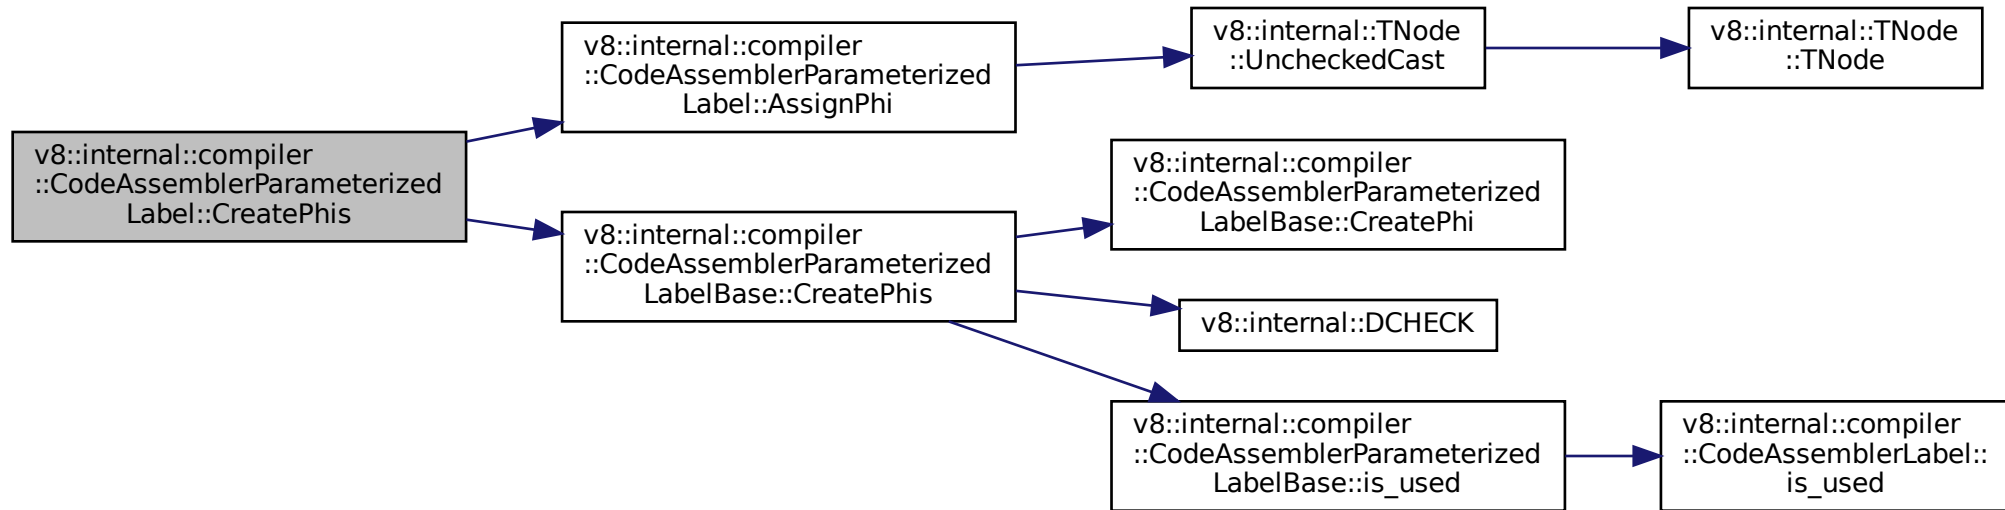 v8::internal::compiler
::CodeAssemblerParameterized
Label::CreatePhis
v8::internal::compiler
::CodeAssemblerParameterized
Label::AssignPhi
v8::internal::TNode
::UncheckedCast
v8::internal::TNode
::TNode
v8::internal::compiler
::CodeAssemblerParameterized
LabelBase::CreatePhis
v8::internal::compiler
::CodeAssemblerParameterized
LabelBase::CreatePhi
v8::internal::DCHECK
v8::internal::compiler
::CodeAssemblerParameterized
LabelBase::is_used
v8::internal::compiler
::CodeAssemblerLabel::
is_used